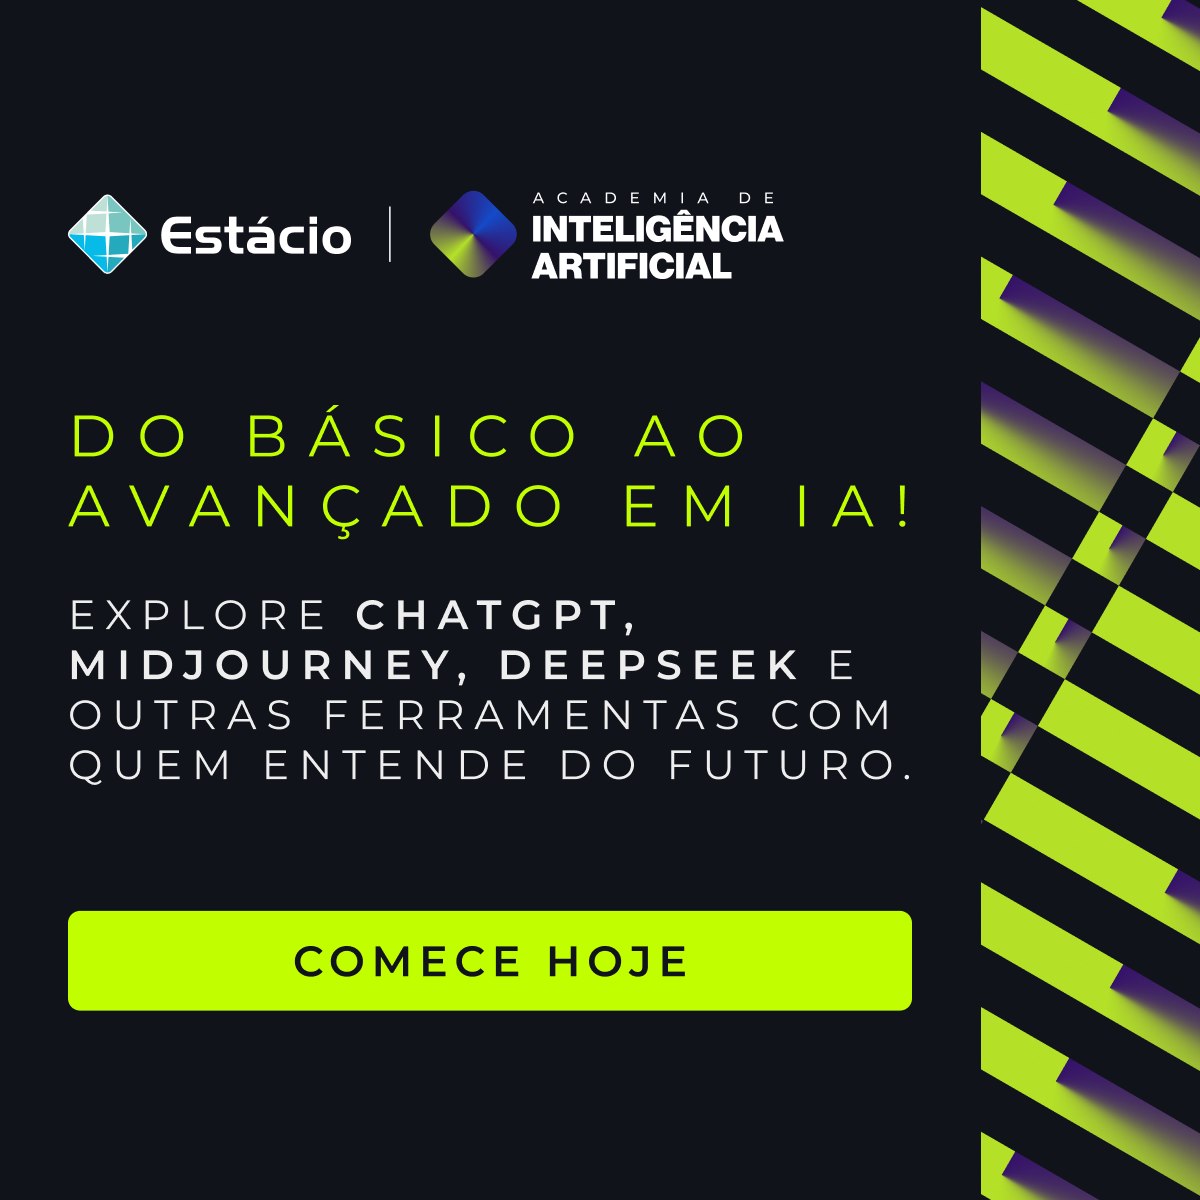 Estácio
ACADEMIA DE
INTELIGÊNCIA
ARTIFICIAL
DO BÁSICO AO
AVANÇADO EM IA!
EXPLORE CHATGPT,
MIDJOURNEY, DEEPSEEK E
OUTRAS FERRAMENTAS COM
QUEM ENTENDE DO FUTURO.
COMECE HOJE